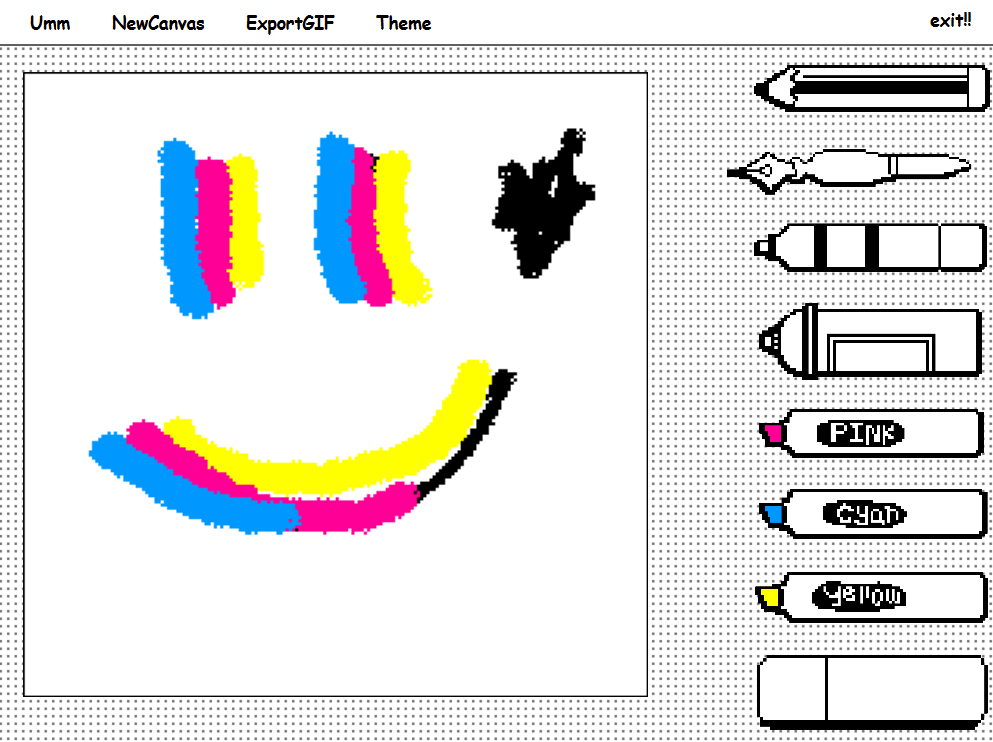 Umm NewCanvas ExportGIF Theme exit!!
PINK
Cyan
Yellow